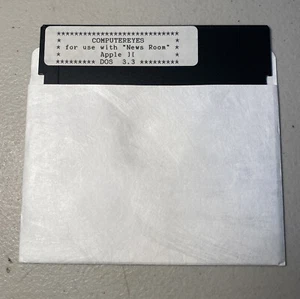 ****************************
* COMPUTEREYES *
* for use with "News Room" *
* Apple ][ *
********* DOS 3.3 *********